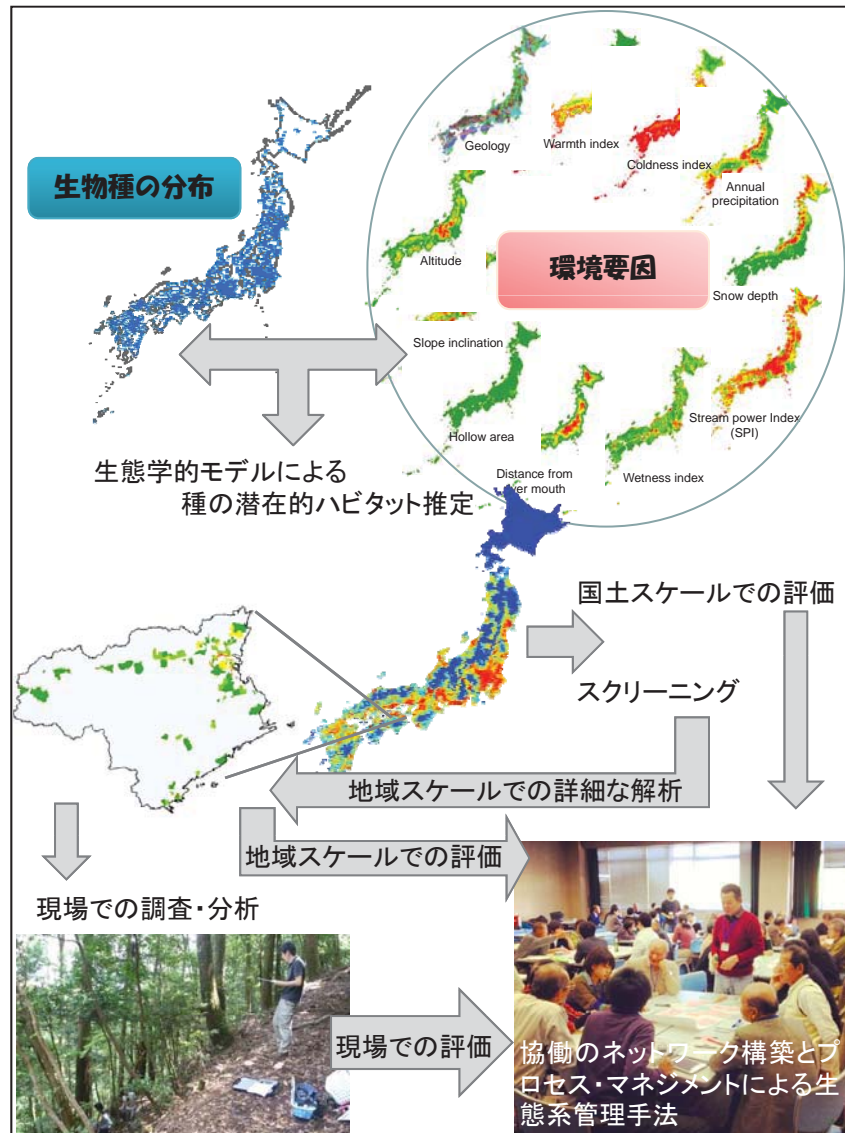 生物種の分布
Geology
Warmth index
Coldness index
Annual
precipitation
Altitude
環境要因
Snow depth
Slope inclination
Hollow area
Stream power Index
(SPI)
Distance from
er mouth
Wetness index
生態学的モデルによる
種の潜在的ハビタット推定
国土スケールでの評価
スクリーニング
地域スケールでの詳細な解析
地域スケールでの評価
現場での調査・分析
現場での評価
協働のネットワーク構築とプ
ロセス・マネジメントによる生
態系管理手法